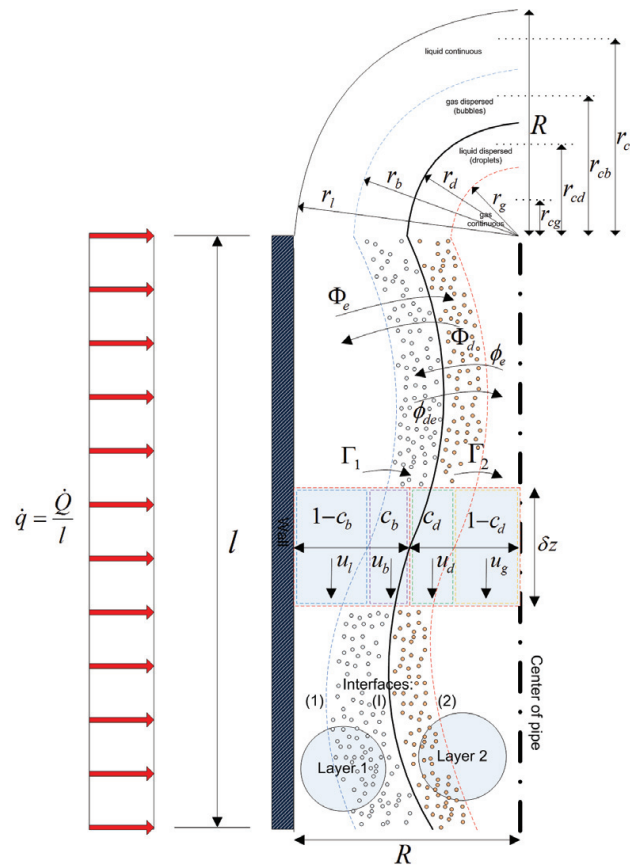 liquid continuous
gas dispersed
(bubbles)
liquid dispersed
(droplets)
gas
continuous
R
r_c
r_cb
r_cd
r_cg
r_l
r_b
r_d
r_g
Φ_e
Φ_d
ϕ_e
ϕ_de
Γ_1
Γ_2
q̇ = Q̇/l
l
Wall
1−c_b
c_b
c_d
1−c_d
δz
u_l
u_b
u_d
u_g
Interfaces:
(1)
(I)
(2)
Layer 1
Layer 2
Center of pipe
R